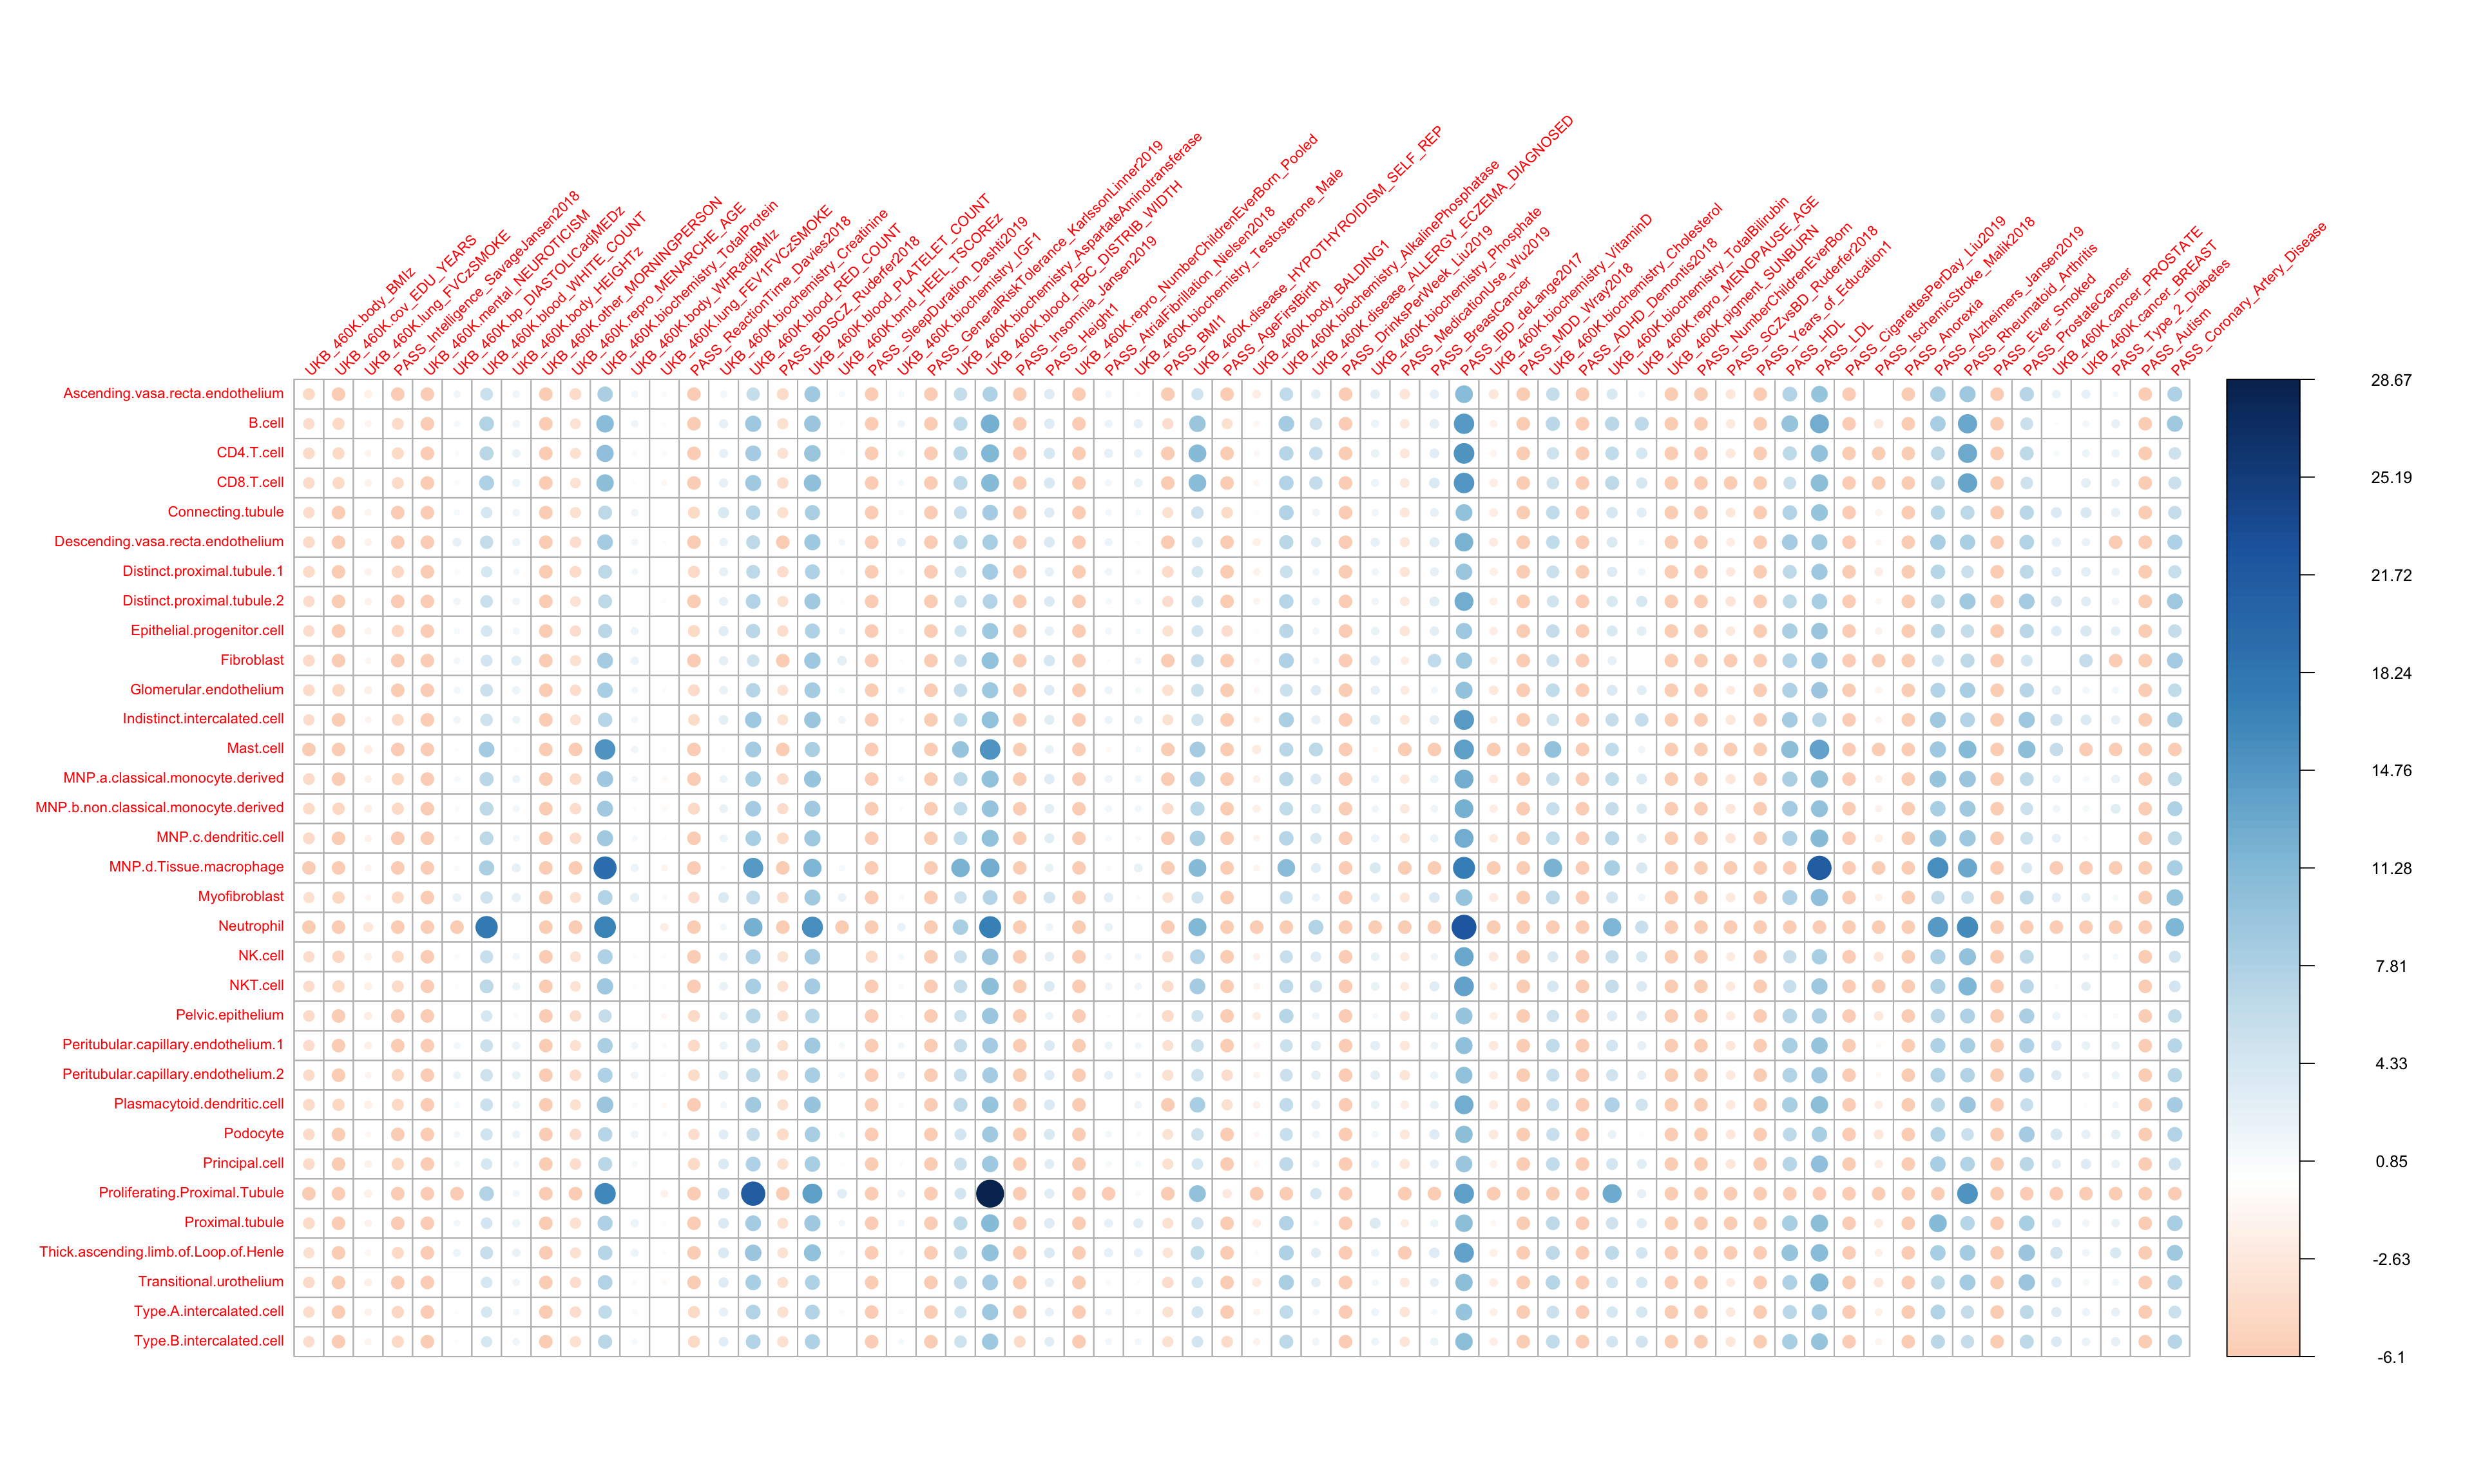 UKB_460K.body_BMIz
UKB_460K.cov_EDU_YEARS
UKB_460K.lung_FVCzSMOKE
PASS_Intelligence_SavageJansen2018
UKB_460K.mental_NEUROTICISM
UKB_460K.bp_DIASTOLICadjMEDz
UKB_460K.blood_WHITE_COUNT
UKB_460K.body_HEIGHTz
UKB_460K.other_MORNINGPERSON
UKB_460K.repro_MENARCHE_AGE
UKB_460K.biochemistry_TotalProtein
UKB_460K.body_WHRadjBMIz
UKB_460K.lung_FEV1FVCzSMOKE
PASS_ReactionTime_Davies2018
UKB_460K.biochemistry_Creatinine
UKB_460K.blood_RED_COUNT
PASS_BDSCZ_Ruderfer2018
UKB_460K.blood_PLATELET_COUNT
UKB_460K.bmd_HEEL_TSCOREz
PASS_SleepDuration_Dashti2019
UKB_460K.biochemistry_IGF1
PASS_GeneralRiskTolerance_KarlssonLinner2019
UKB_460K.biochemistry_AspartateAminotransferase
UKB_460K.blood_RBC_DISTRIB_WIDTH
PASS_Insomnia_Jansen2019
PASS_Height1
UKB_460K.repro_NumberChildrenEverBorn_Pooled
PASS_AtrialFibrillation_Nielsen2018
UKB_460K.biochemistry_Testosterone_Male
PASS_BMI1
UKB_460K.disease_HYPOTHYROIDISM_SELF_REP
PASS_AgeFirstBirth
UKB_460K.body_BALDING1
UKB_460K.biochemistry_AlkalinePhosphatase
UKB_460K.disease_ALLERGY_ECZEMA_DIAGNOSED
PASS_DrinksPerWeek_Liu2019
UKB_460K.biochemistry_Phosphate
PASS_MedicationUse_Wu2019
PASS_BreastCancer
PASS_IBD_deLange2017
UKB_460K.biochemistry_VitaminD
PASS_MDD_Wray2018
UKB_460K.biochemistry_Cholesterol
PASS_ADHD_Demontis2018
UKB_460K.biochemistry_TotalBilirubin
UKB_460K.repro_MENOPAUSE_AGE
UKB_460K.pigment_SUNBURN
PASS_NumberChildrenEverBorn
PASS_SCZvsBD_Ruderfer2018
PASS_Years_of_Education1
PASS_HDL
PASS_LDL
PASS_CigarettesPerDay_Liu2019
PASS_IschemicStroke_Malik2018
PASS_Anorexia
PASS_Alzheimers_Jansen2019
PASS_Rheumatoid_Arthritis
PASS_Ever_Smoked
PASS_ProstateCancer
UKB_460K.cancer_PROSTATE
UKB_460K.cancer_BREAST
PASS_Type_2_Diabetes
PASS_Autism
PASS_Coronary_Artery_Disease
Ascending.vasa.recta.endothelium
B.cell
CD4.T.cell
CD8.T.cell
Connecting.tubule
Descending.vasa.recta.endothelium
Distinct.proximal.tubule.1
Distinct.proximal.tubule.2
Epithelial.progenitor.cell
Fibroblast
Glomerular.endothelium
Indistinct.intercalated.cell
Mast.cell
MNP.a.classical.monocyte.derived
MNP.b.non.classical.monocyte.derived
MNP.c.dendritic.cell
MNP.d.Tissue.macrophage
Myofibroblast
Neutrophil
NK.cell
NKT.cell
Pelvic.epithelium
Peritubular.capillary.endothelium.1
Peritubular.capillary.endothelium.2
Plasmacytoid.dendritic.cell
Podocyte
Principal.cell
Proliferating.Proximal.Tubule
Proximal.tubule
Thick.ascending.limb.of.Loop.of.Henle
Transitional.urothelium
Type.A.intercalated.cell
Type.B.intercalated.cell
28.67
25.19
21.72
18.24
14.76
11.28
7.81
4.33
0.85
-2.63
-6.1